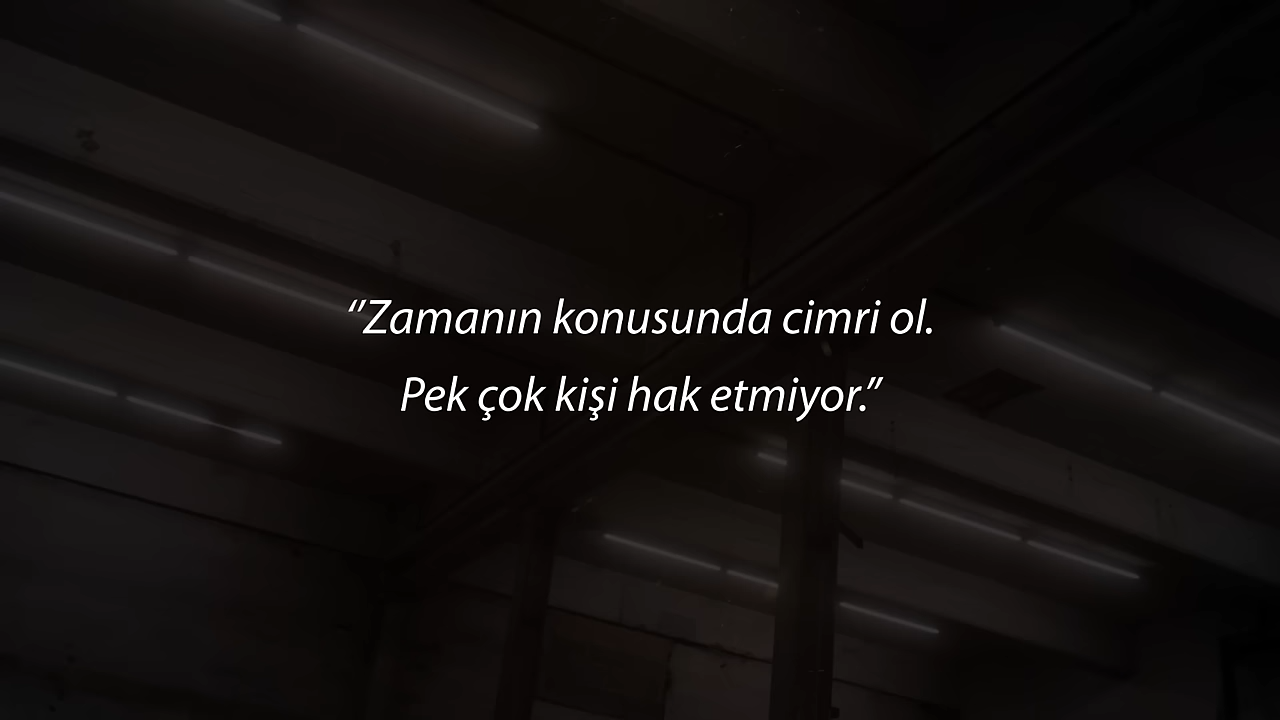 “Zamanın konusunda cimri ol.
Pek çok kişi hak etmiyor.”